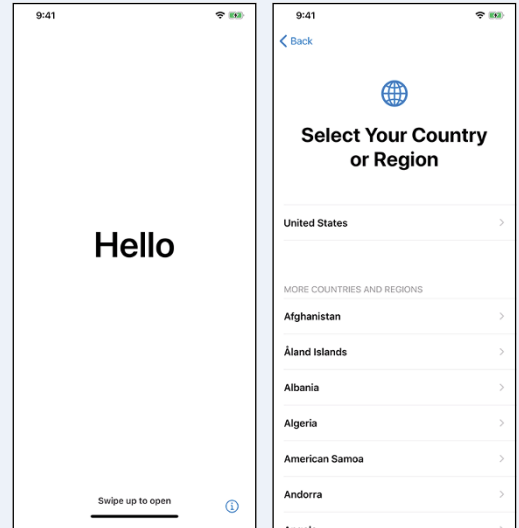 9:41
Hello
Swipe up to open
9:41
Back
Select Your Country
or Region
United States
MORE COUNTRIES AND REGIONS
Afghanistan
Åland Islands
Albania
Algeria
American Samoa
Andorra